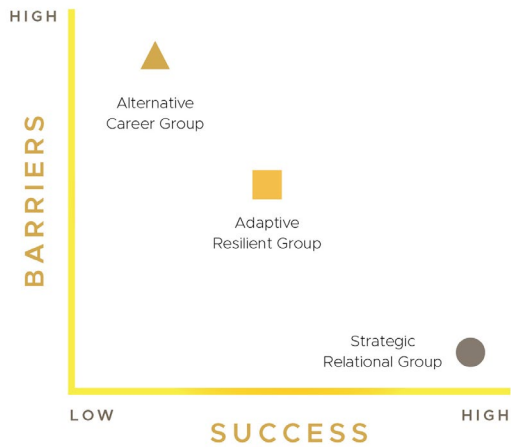 HIGH
BARRIERS
Alternative
Career Group
Adaptive
Resilient Group
Strategic
Relational Group
LOW
SUCCESS
HIGH